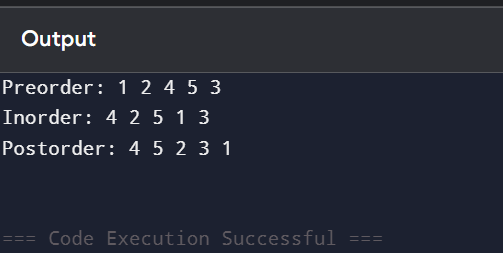 Output
Preorder: 1 2 4 5 3
Inorder: 4 2 5 1 3
Postorder: 4 5 2 3 1
=== Code Execution Successful ===